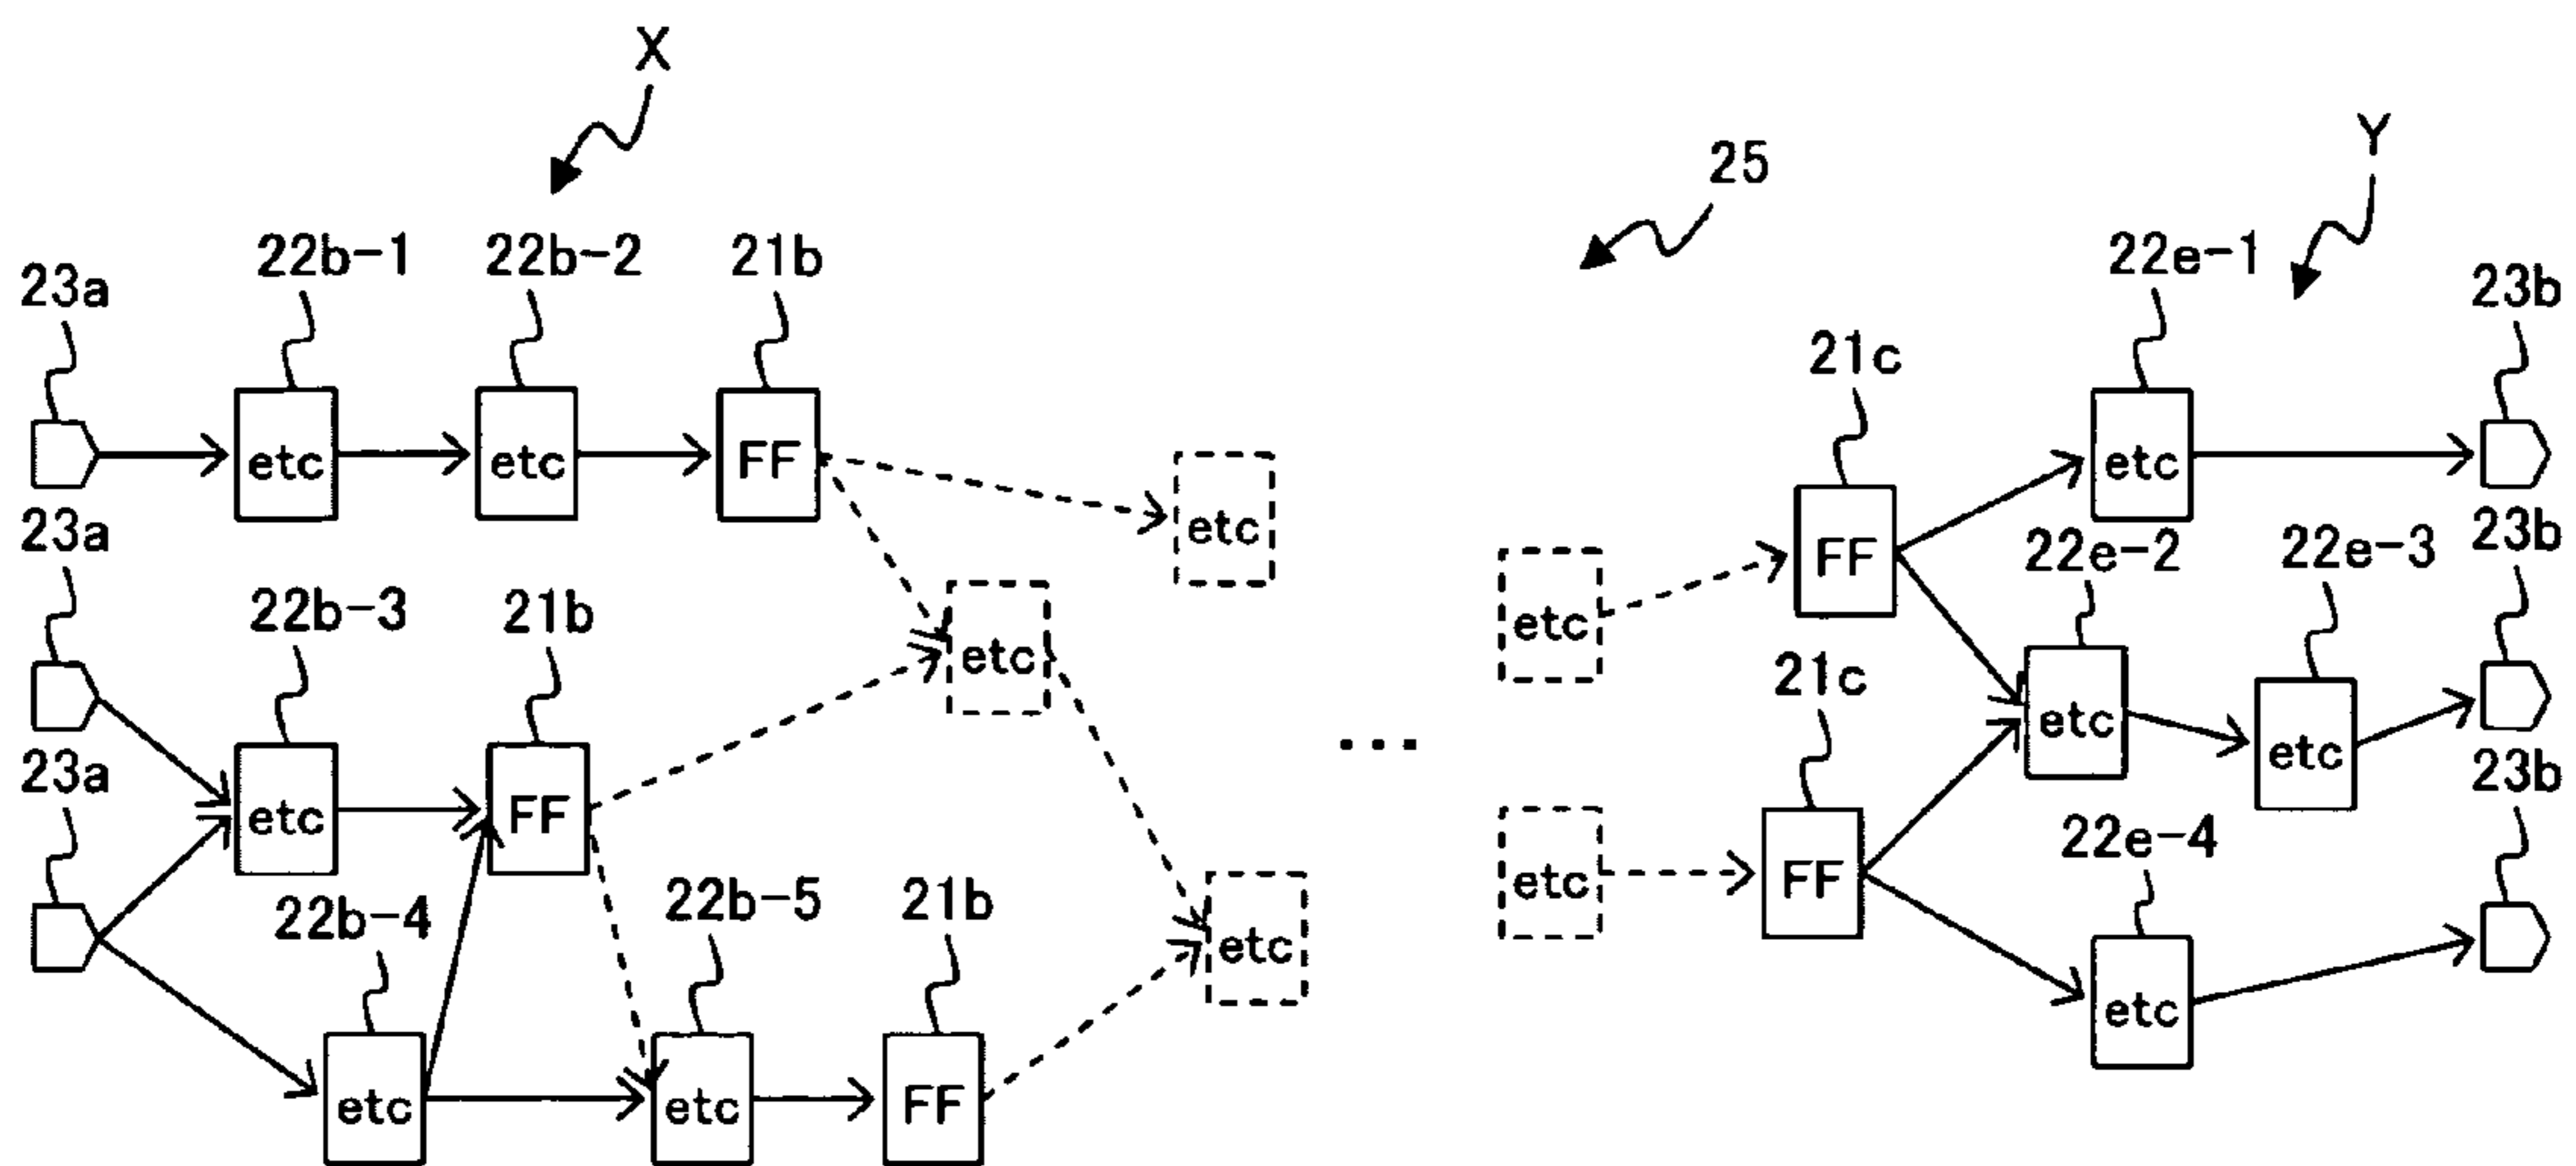 X
Y
25
22b-1
22b-2
21b
22e-1
23a
23b
21c
etc
etc
FF
etc
etc
23a
FF
22e-2
22e-3
23b
22b-3
21b
etc
etc
21c
etc
etc
23a
23b
etc
FF
22e-4
22b-4
22b-5
21b
etc
FF
etc
etc
etc
etc
FF